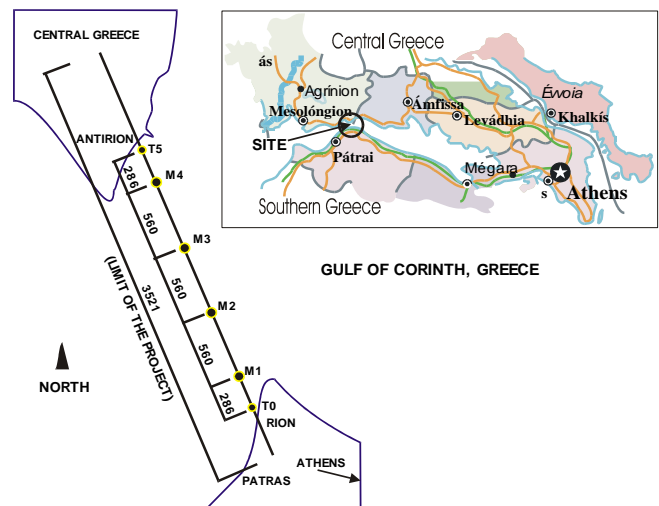 CENTRAL GREECE
ANTIRION
T5
286
M4
560
M3
560
M2
560
M1
286
T0
RION
3521
(LIMIT OF THE PROJECT)
NORTH
PATRAS
ATHENS
Central Greece
ás
Agrínion
Mesolóngion
Ámfissa
Levádhia
Évvoia
Khalkís
SITE
Pátrai
Mégara
s
Athens
Southern Greece
GULF OF CORINTH, GREECE